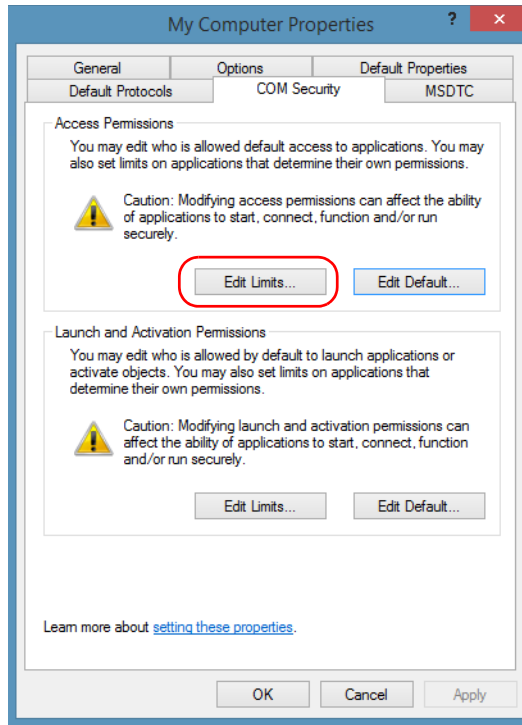 My Computer Properties
?
×
General
Options
Default Properties
Default Protocols
COM Security
MSDTC
Access Permissions
You may edit who is allowed default access to applications. You may
also set limits on applications that determine their own permissions.
Caution: Modifying access permissions can affect the ability
of applications to start, connect, function and/or run
securely.
Edit Limits...
Edit Default...
Launch and Activation Permissions
You may edit who is allowed by default to launch applications or
activate objects. You may also set limits on applications that
determine their own permissions.
Caution: Modifying launch and activation permissions can
affect the ability of applications to start, connect, function
and/or run securely.
Edit Limits...
Edit Default...
Learn more about setting these properties.
OK
Cancel
Apply